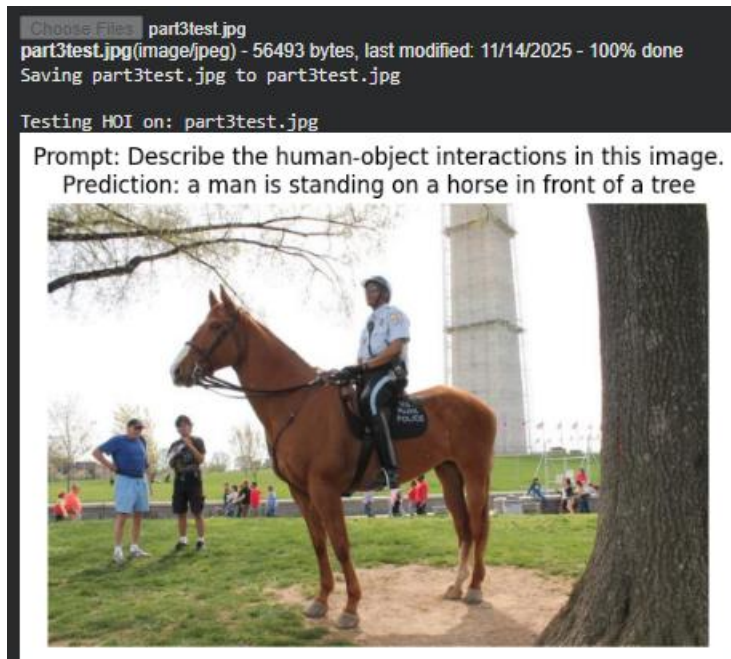 Choose Files part3test.jpg
part3test.jpg(image/jpeg) - 56493 bytes, last modified: 11/14/2025 - 100% done
Saving part3test.jpg to part3test.jpg
Testing HOI on: part3test.jpg
Prompt: Describe the human-object interactions in this image.
Prediction: a man is standing on a horse in front of a tree
U.S.
PARK
POLICE